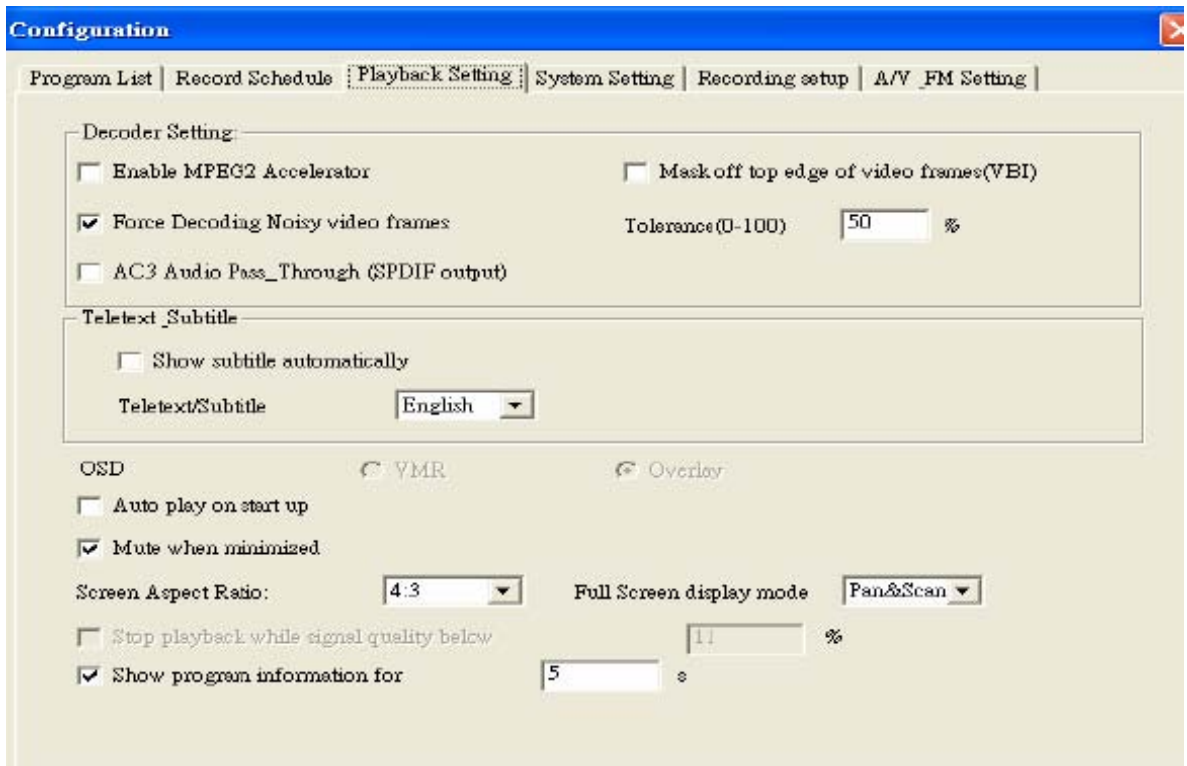 Configuration
Program List | Record Schedule | Playback Setting | System Setting | Recording setup | A/V_FM Setting
Decoder Setting:
Enable MPEG2 Accelerator
Mask off top edge of video frames(VBI)
Force Decoding Noisy video frames
Tolerance(0-100) 50 %
AC3 Audio Pass_Through (SPDIF output)
Teletext_Subtitle
Show subtitle automatically
Teletext/Subtitle English
OSD VMR Overlay
Auto play on start up
Mute when minimized
Screen Aspect Ratio: 4:3 Full Screen display mode Pan&Scan
Stop playback while signal quality below 11 %
Show program information for 5 s